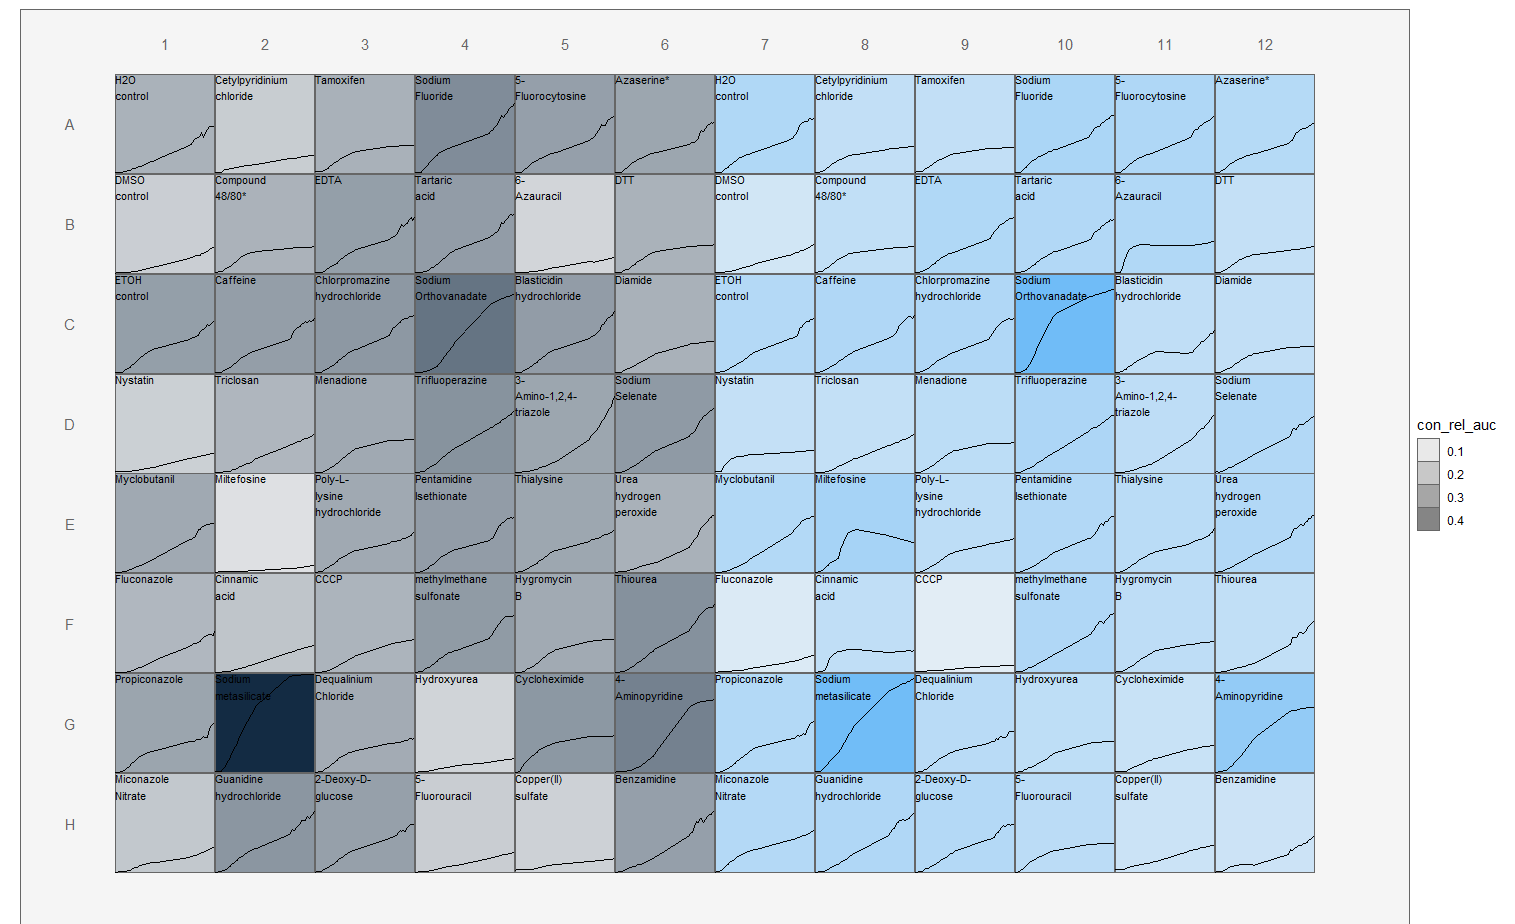 1 2 3 4 5 6 7 8 9 10 11 12
A
H2O control
Cetylpyridinium chloride
Tamoxifen
Sodium Fluoride
5- Fluorocytosine
Azaserine*
H2O control
Cetylpyridinium chloride
Tamoxifen
Sodium Fluoride
5- Fluorocytosine
Azaserine*
B
DMSO control
Compound 48/80*
EDTA
Tartaric acid
6- Azauracil
DTT
DMSO control
Compound 48/80*
EDTA
Tartaric acid
6- Azauracil
DTT
C
ETOH control
Caffeine
Chlorpromazine hydrochloride
Sodium Orthovanadate
Blasticidin hydrochloride
Diamide
ETOH control
Caffeine
Chlorpromazine hydrochloride
Sodium Orthovanadate
Blasticidin hydrochloride
Diamide
D
Nystatin
Triclosan
Menadione
Trifluoperazine
3- Amino-1,2,4- triazole
Sodium Selenate
Nystatin
Triclosan
Menadione
Trifluoperazine
3- Amino-1,2,4- triazole
Sodium Selenate
E
Myclobutanil
Miltefosine
Poly-L- lysine hydrochloride
Pentamidine Isethionate
Thialysine
Urea hydrogen peroxide
Myclobutanil
Miltefosine
Poly-L- lysine hydrochloride
Pentamidine Isethionate
Thialysine
Urea hydrogen peroxide
F
Fluconazole
Cinnamic acid
CCCP
methylmethane sulfonate
Hygromycin B
Thiourea
Fluconazole
Cinnamic acid
CCCP
methylmethane sulfonate
Hygromycin B
Thiourea
G
Propiconazole
Sodium metasilicate
Dequalinium Chloride
Hydroxyurea
Cycloheximide
4- Aminopyridine
Propiconazole
Sodium metasilicate
Dequalinium Chloride
Hydroxyurea
Cycloheximide
4- Aminopyridine
H
Miconazole Nitrate
Guanidine hydrochloride
2-Deoxy-D- glucose
5- Fluorouracil
Copper(II) sulfate
Benzamidine
Miconazole Nitrate
Guanidine hydrochloride
2-Deoxy-D- glucose
5- Fluorouracil
Copper(II) sulfate
Benzamidine
con_rel_auc
0.1
0.2
0.3
0.4